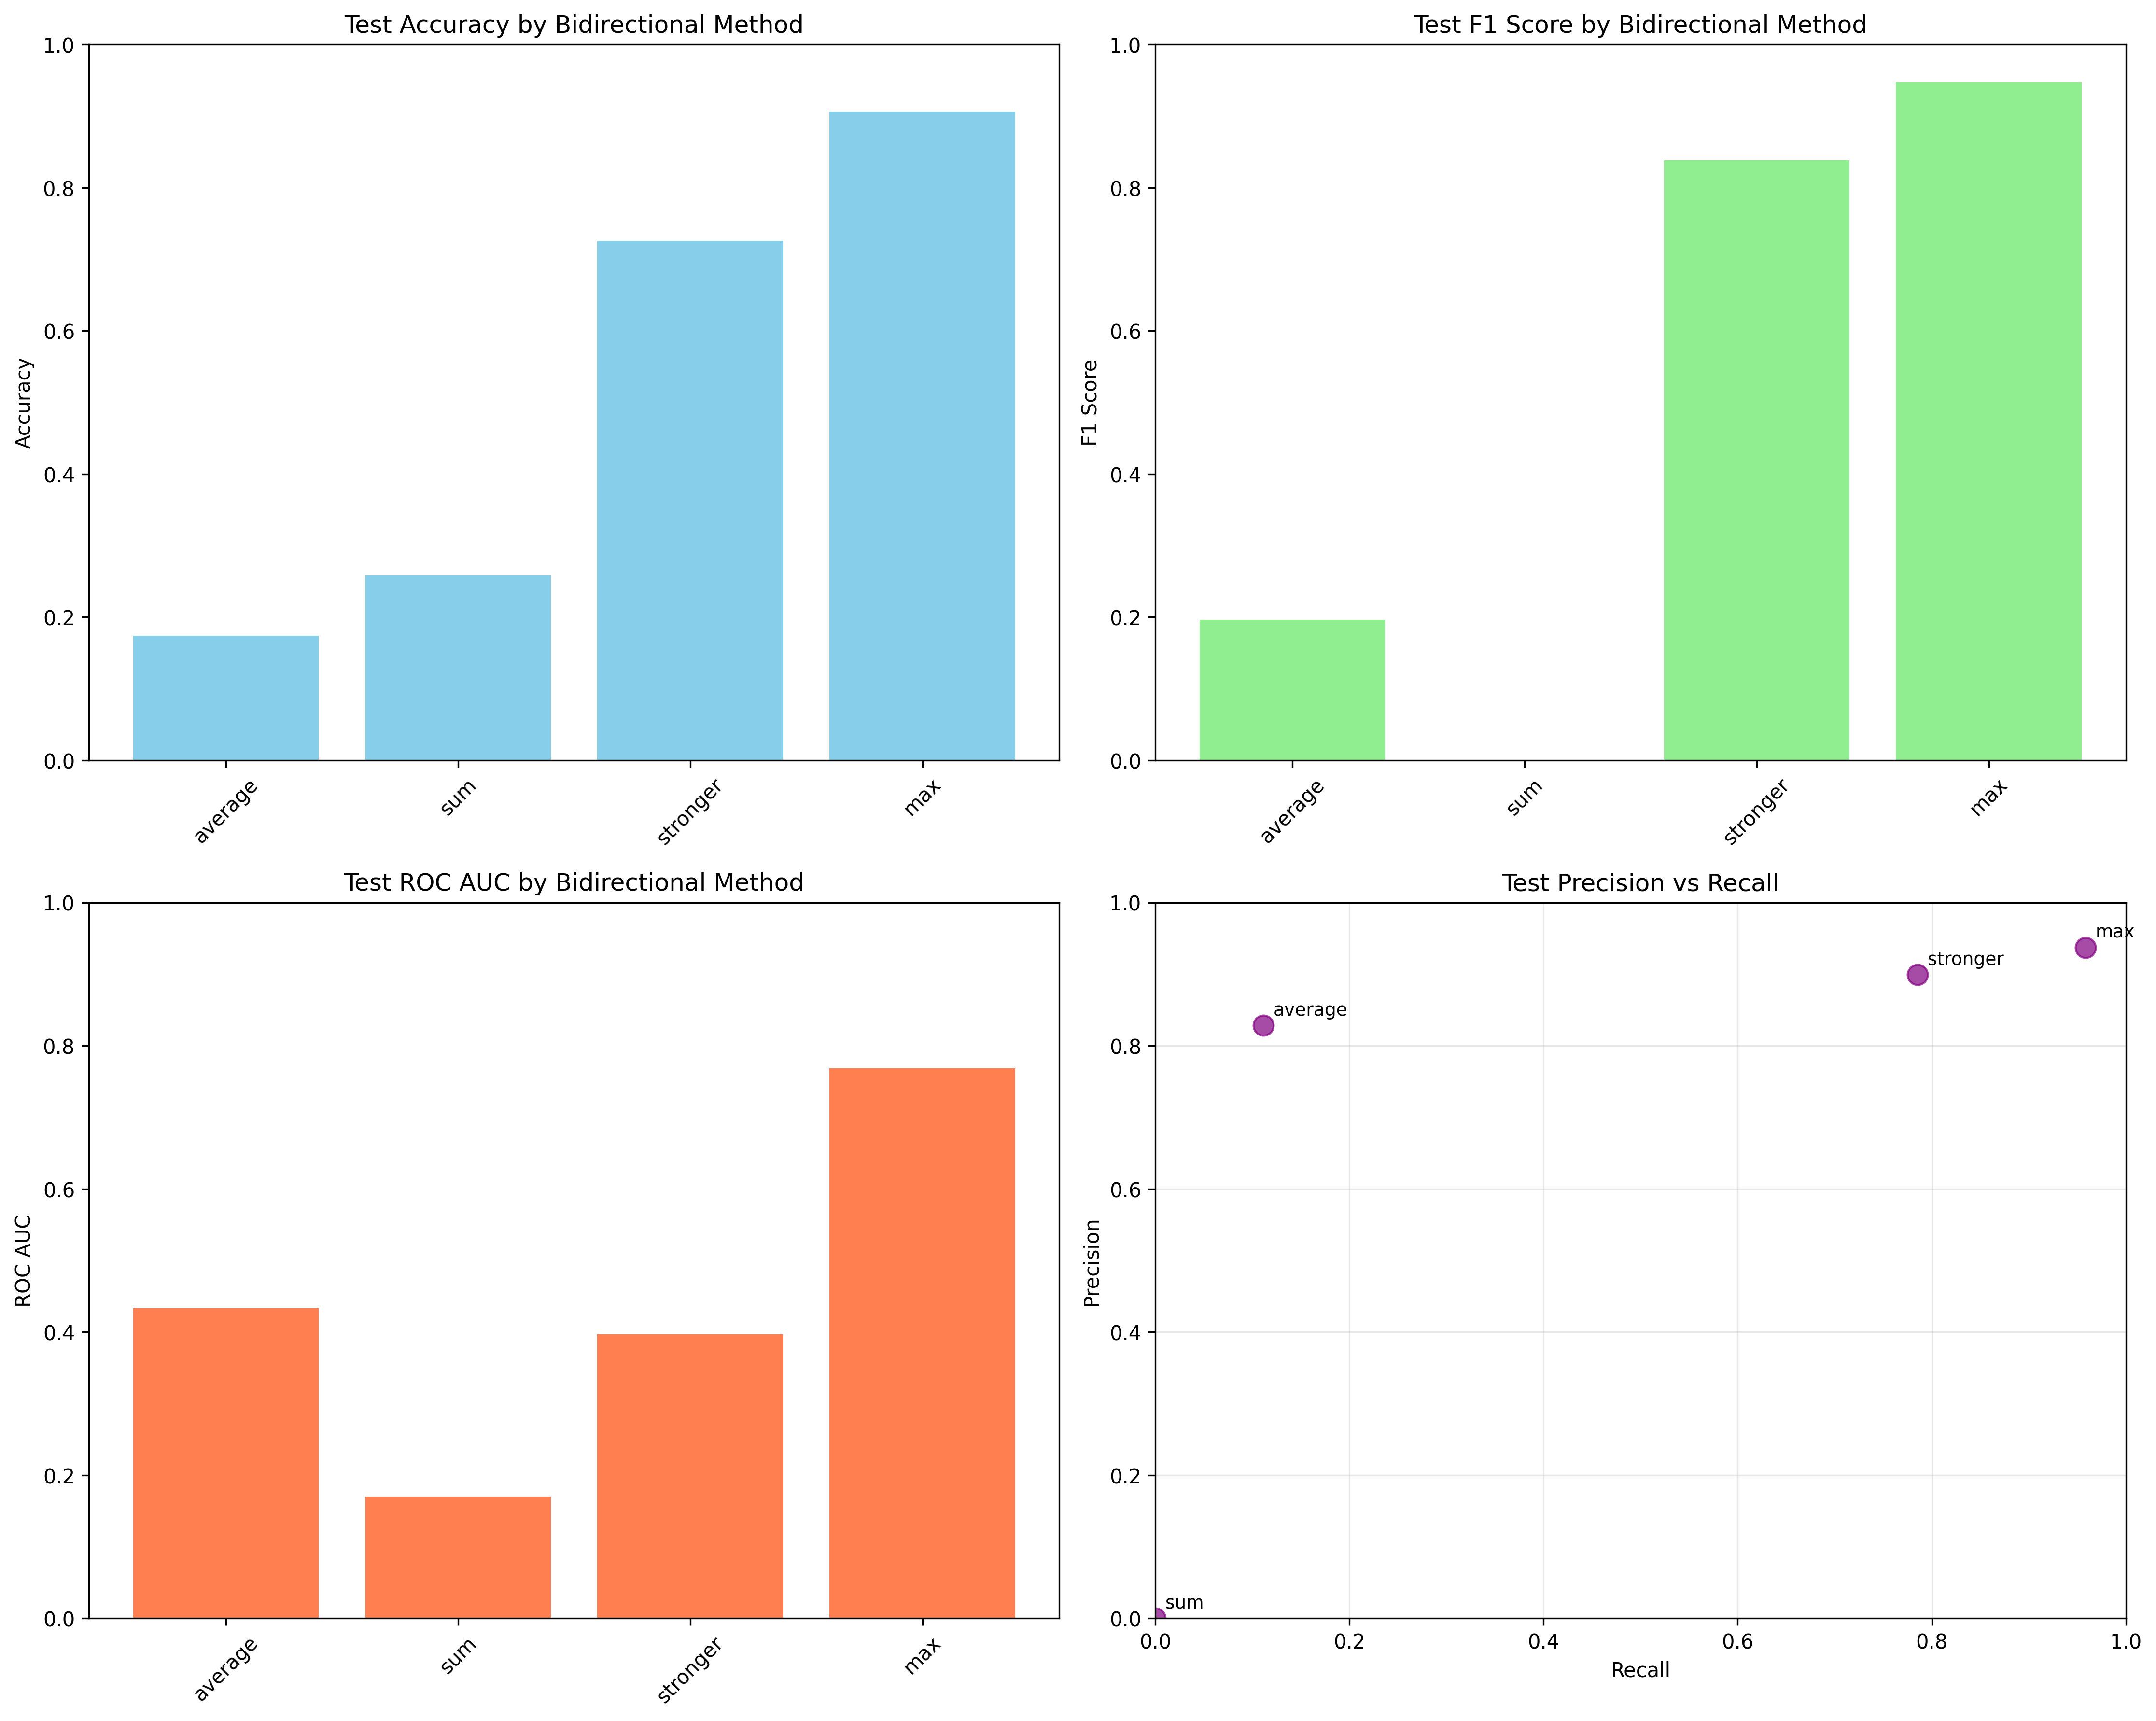 Test Accuracy by Bidirectional Method
1.0
0.8
0.6
0.4
0.2
0.0
Accuracy
average
sum
stronger
max
Test F1 Score by Bidirectional Method
1.0
0.8
0.6
0.4
0.2
0.0
F1 Score
average
sum
stronger
max
Test ROC AUC by Bidirectional Method
1.0
0.8
0.6
0.4
0.2
0.0
ROC AUC
average
sum
stronger
max
Test Precision vs Recall
1.0
0.8
0.6
0.4
0.2
0.0
Precision
max
stronger
average
sum
0.0 0.2 0.4 0.6 0.8 1.0
Recall